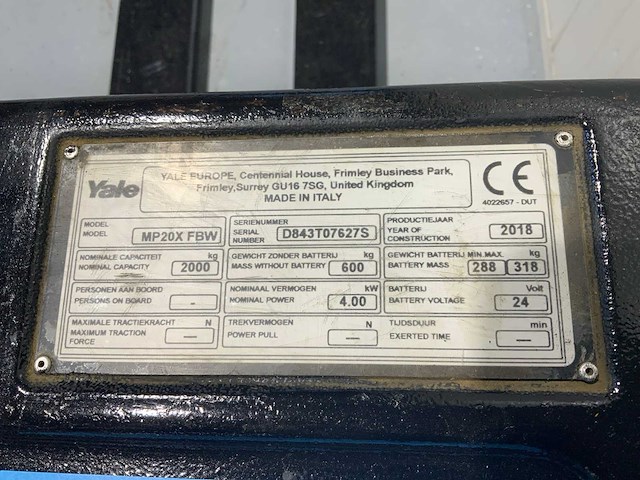 Yale
YALE EUROPE, Centennial House, Frimley Business Park,
Frimley,Surrey GU16 7SG, United Kingdom
MADE IN ITALY
CE
4022657 - DUT
MODEL
MODEL
MP20X FBW
SERIENUMMER
SERIAL
NUMBER
D843T07627S
PRODUCTIEJAAR
YEAR OF
CONSTRUCTION
2018
NOMINALE CAPACITEIT kg
NOMINAL CAPACITY 2000
GEWICHT ZONDER BATTERIJ kg
MASS WITHOUT BATTERY 600
GEWICHT BATTERIJ MIN.MAX. kg
BATTERY MASS 288 318
PERSONEN AAN BOORD
PERSONS ON BOARD -
NOMINAAL VERMOGEN kW
NOMINAL POWER 4.00
BATTERIJ Volt
BATTERY VOLTAGE 24
MAXIMALE TRACTIEKRACHT N
MAXIMUM TRACTION
FORCE —
TREKVERMOGEN N
POWER PULL —
TIJDSDUUR min
EXERTED TIME —